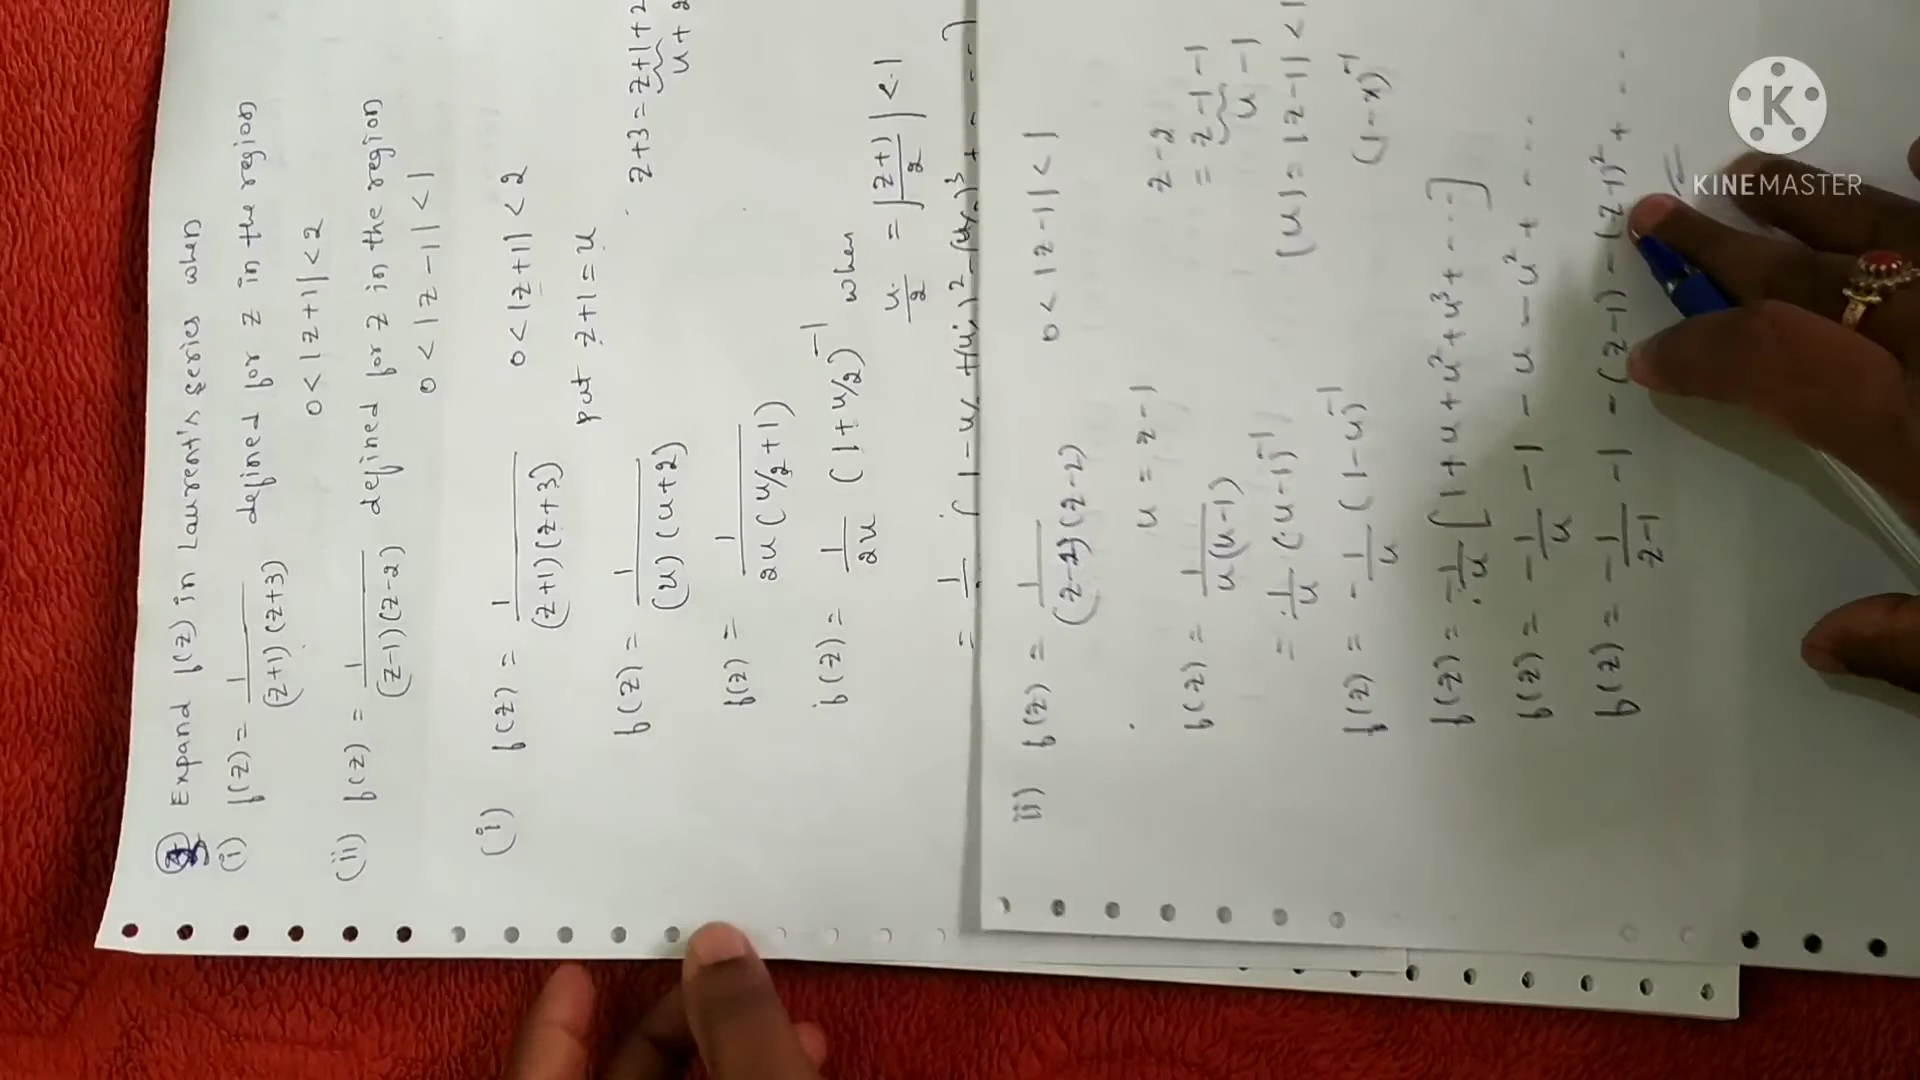 Expand f(z) in Laurent's series when
(i) f(z) = 1/((z+1)(z+3)) defined for z in the region
0 < |z+1| < 2
(ii) f(z) = 1/((z-1)(z-2)) defined for z in the region
0 < |z-1| < 1
(i) f(z) = 1/((z+1)(z+3)) 0 < |z+1| < 2
put z+1 = u
f(z) = 1/((u)(u+2)) z+3 = z+1+2
u+2
f(z) = 1/(2u(u/2+1))
f(z) = 1/2u (1+u/2)^-1 when
u/2 = |z+1/2| < 1
ii) f(z) = 1/((z-1)(z-2)) 0 < |z-1| < 1
u = z-1 z-2
f(z) = 1/(u(u-1)) = z-1-1
u-1
= 1/u (u-1)^-1 |u| = |z-1| < 1
f(z) = -1/u (1-u)^-1 (1-x)^-1
f(z) = -1/u [1+u+u²+u³+---]
f(z) = -1/u -1 -u -u² + ---
f(z) = -1/(z-1) -1 -(z-1) -(z-1)² + ---
K
KINEMASTER